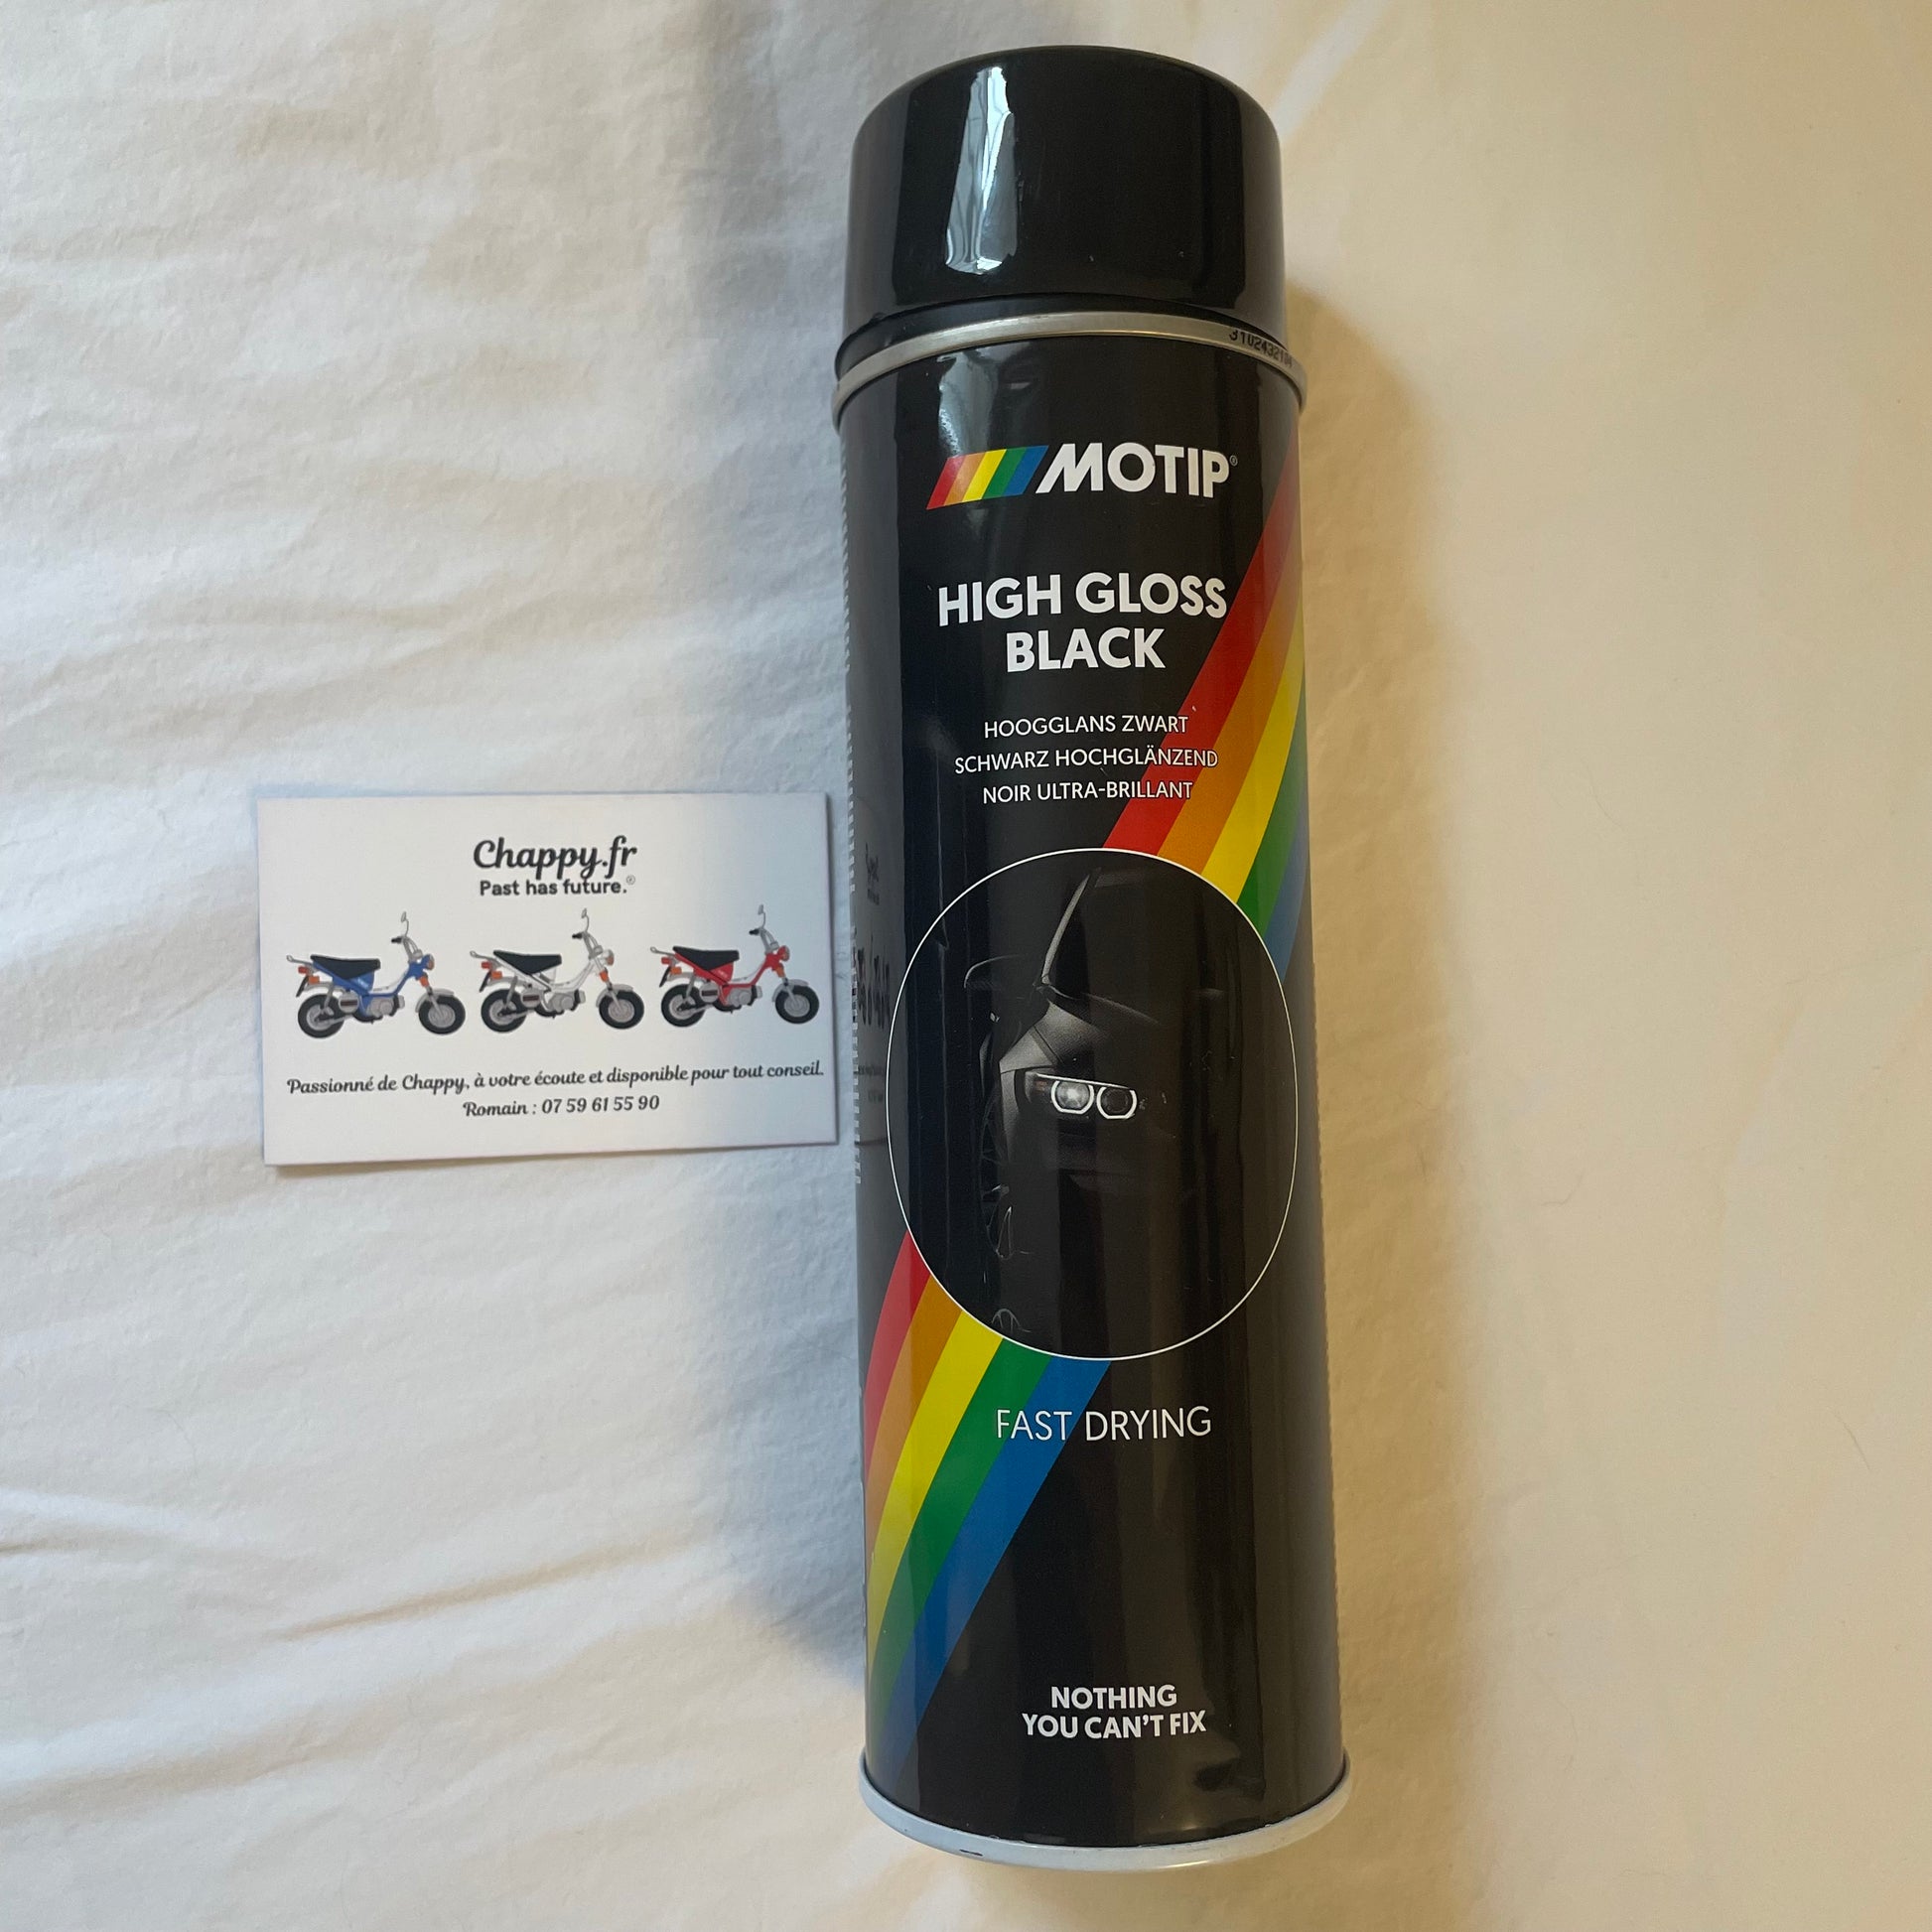 Chappy.fr
Past has future.®
Passionné de Chappy, à votre écoute et disponible pour tout conseil.
Romain : 07 59 61 55 90
MOTIP®
HIGH GLOSS
BLACK
HOOGGLANS ZWART
SCHWARZ HOCHGLÄNZEND
NOIR ULTRA-BRILLANT
FAST DRYING
NOTHING
YOU CAN'T FIX